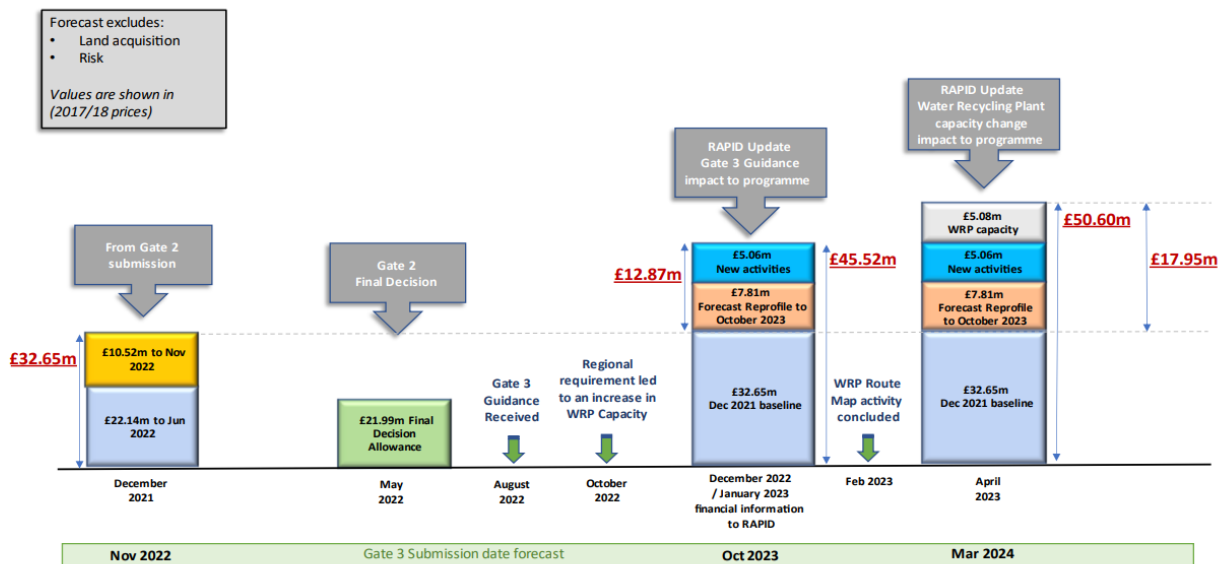 Forecast excludes:
• Land acquisition
• Risk
Values are shown in
(2017/18 prices)
From Gate 2
submission
Gate 2
Final Decision
RAPID Update
Gate 3 Guidance
impact to programme
RAPID Update
Water Recycling Plant
capacity change
impact to programme
£32.65m
£10.52m to Nov
2022
£22.14m to Jun
2022
£21.99m Final
Decision
Allowance
Gate 3
Guidance
Received
Regional
requirement led
to an increase in
WRP Capacity
£12.87m
£5.06m
New activities
£7.81m
Forecast Reprofile to
October 2023
£32.65m
Dec 2021 baseline
£45.52m
WRP Route
Map activity
concluded
£5.08m
WRP capacity
£5.06m
New activities
£7.81m
Forecast Reprofile
to October 2023
£32.65m
Dec 2021 baseline
£50.60m
£17.95m
December
2021
May
2022
August
2022
October
2022
December 2022
/ January 2023
financial information
to RAPID
Feb 2023
April
2023
Nov 2022
Gate 3 Submission date forecast
Oct 2023
Mar 2024